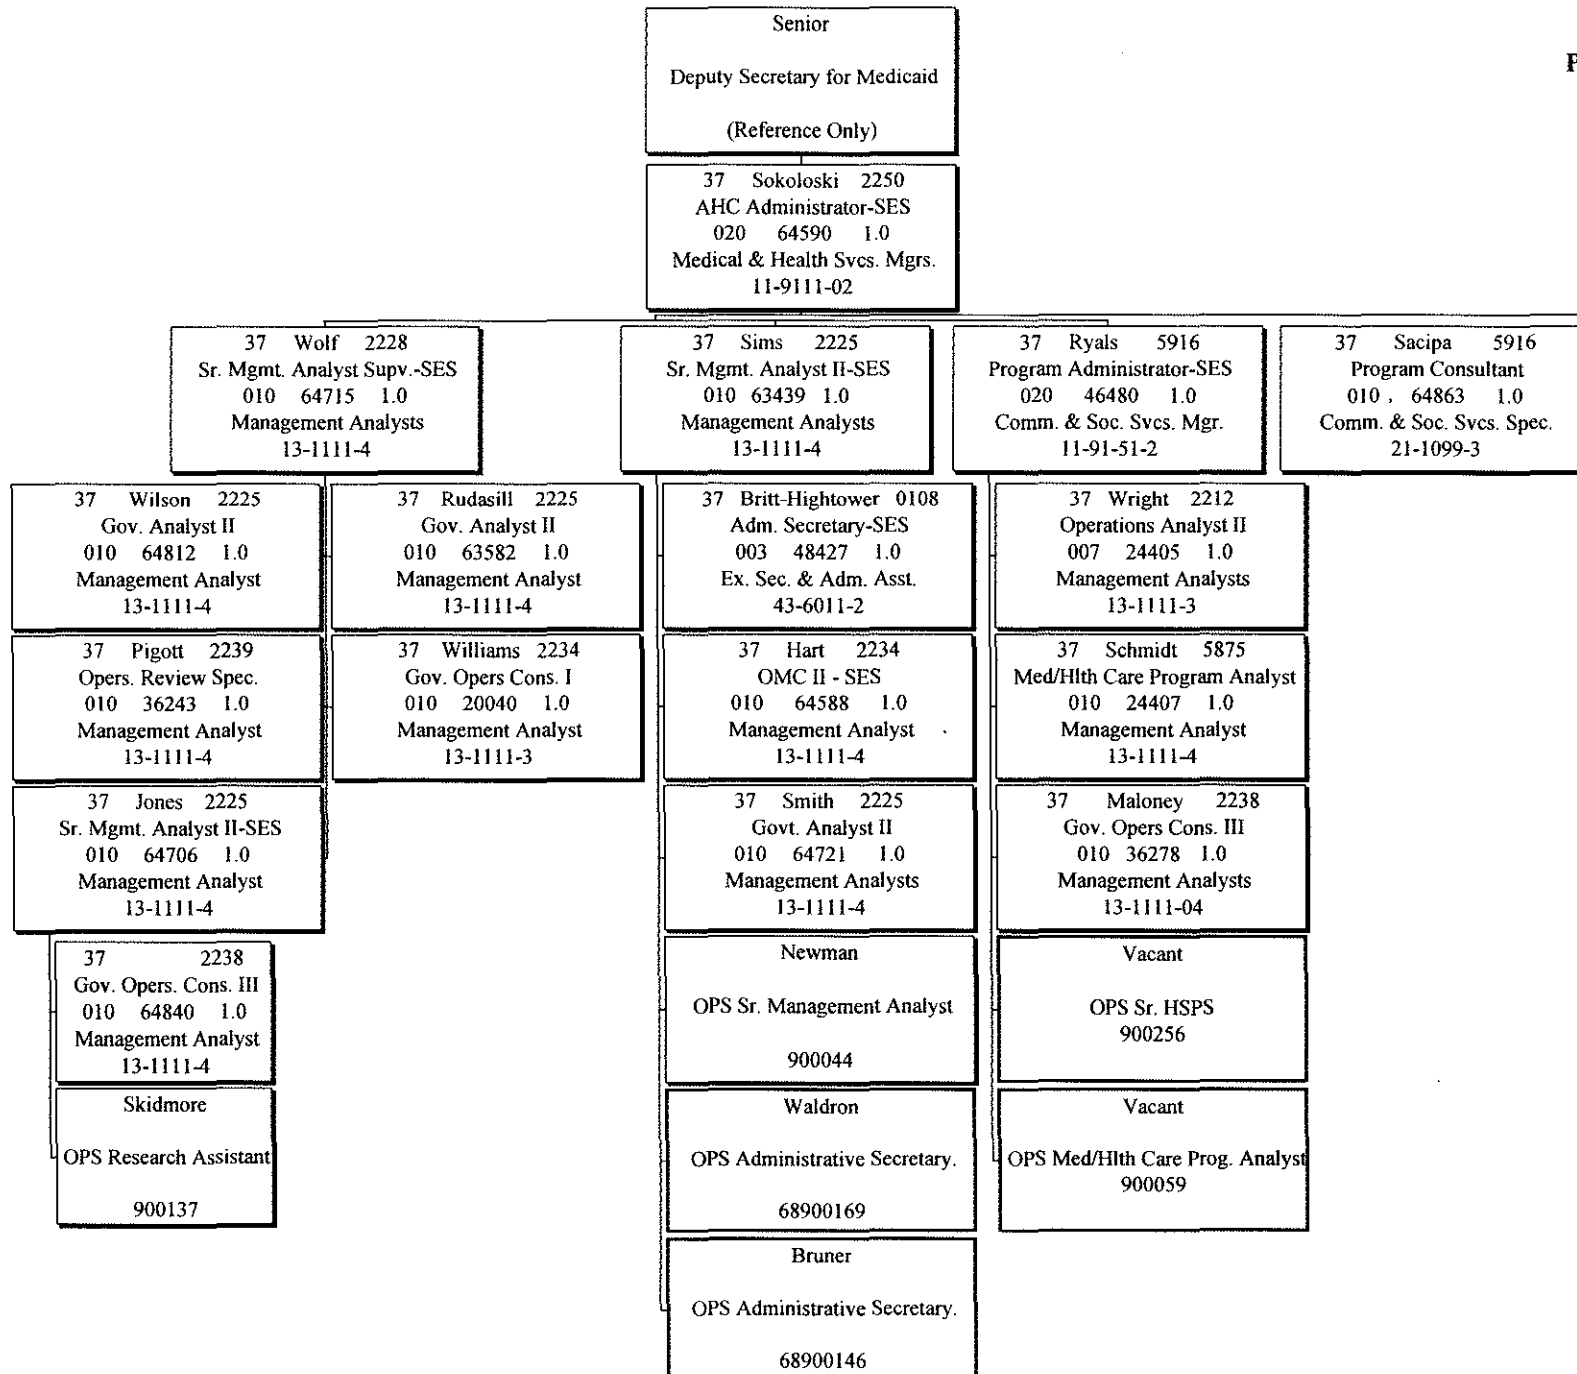 Senior
Deputy Secretary for Medicaid
(Reference Only)
37 Sokoloski 2250
AHC Administrator-SES
020 64590 1.0
Medical & Health Svcs. Mgrs.
11-9111-02
37 Wolf 2228
Sr. Mgmt. Analyst Supv.-SES
010 64715 1.0
Management Analysts
13-1111-4
37 Sims 2225
Sr. Mgmt. Analyst II-SES
010 63439 1.0
Management Analysts
13-1111-4
37 Ryals 5916
Program Administrator-SES
020 46480 1.0
Comm. & Soc. Svcs. Mgr.
11-91-51-2
37 Sacipa 5916
Program Consultant
010 64863 1.0
Comm. & Soc. Svcs. Spec.
21-1099-3
37 Wilson 2225
Gov. Analyst II
010 64812 1.0
Management Analyst
13-1111-4
37 Rudasill 2225
Gov. Analyst II
010 63582 1.0
Management Analyst
13-1111-4
37 Britt-Hightower 0108
Adm. Secretary-SES
003 48427 1.0
Ex. Sec. & Adm. Asst.
43-6011-2
37 Wright 2212
Operations Analyst II
007 24405 1.0
Management Analysts
13-1111-3
37 Pigott 2239
Opers. Review Spec.
010 36243 1.0
Management Analyst
13-1111-4
37 Williams 2234
Gov. Opers Cons. I
010 20040 1.0
Management Analyst
13-1111-3
37 Hart 2234
OMC II - SES
010 64588 1.0
Management Analyst
13-1111-4
37 Schmidt 5875
Med/Hlth Care Program Analyst
010 24407 1.0
Management Analyst
13-1111-4
37 Jones 2225
Sr. Mgmt. Analyst II-SES
010 64706 1.0
Management Analyst
13-1111-4
37 Smith 2225
Govt. Analyst II
010 64721 1.0
Management Analysts
13-1111-4
37 Maloney 2238
Gov. Opers Cons. III
010 36278 1.0
Management Analysts
13-1111-04
37 2238
Gov. Opers. Cons. III
010 64840 1.0
Management Analyst
13-1111-4
Newman
OPS Sr. Management Analyst
900044
Vacant
OPS Sr. HSPS
900256
Skidmore
OPS Research Assistant
900137
Waldron
OPS Administrative Secretary.
68900169
Vacant
OPS Med/Hlth Care Prog. Analyst
900059
Bruner
OPS Administrative Secretary.
68900146